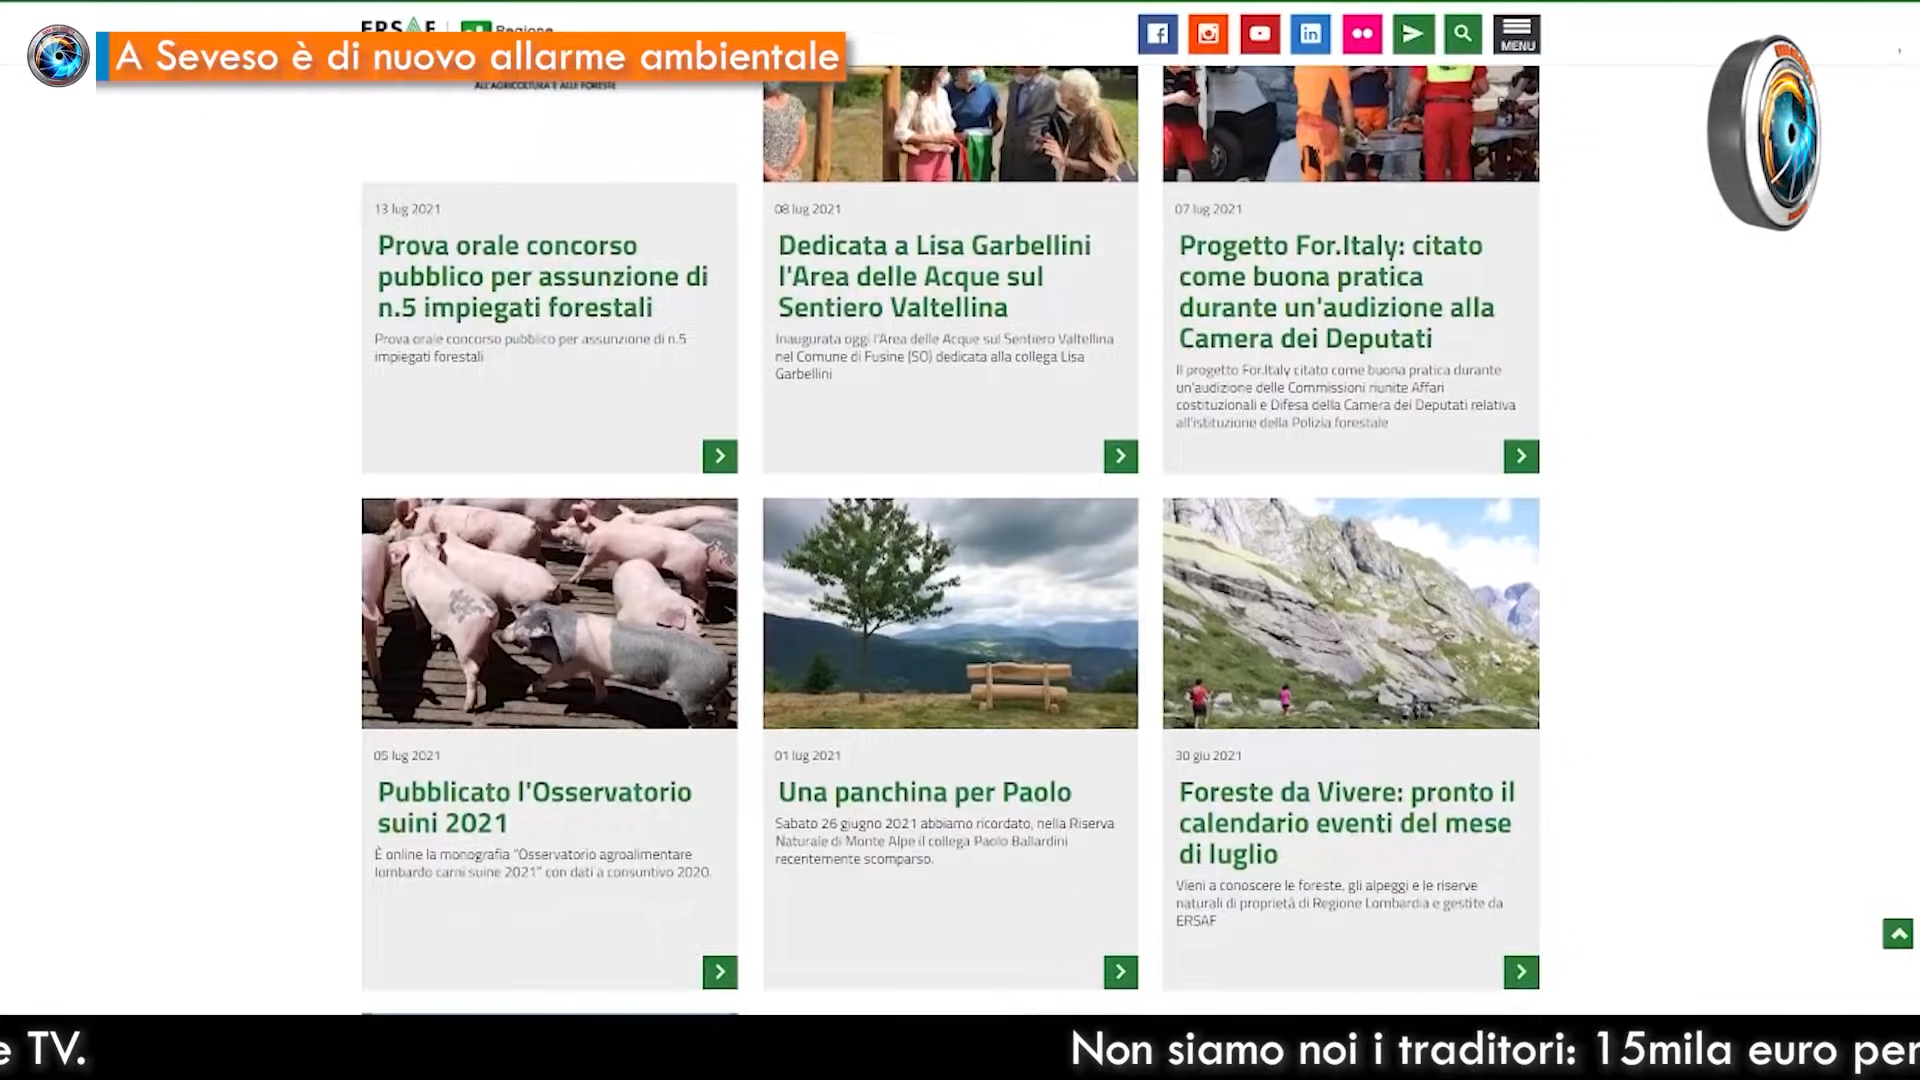 ERSAF
Regione
A Seveso è di nuovo allarme ambientale
ALL'AGRICOLTURA E ALLE FORESTE
MENU
13 lug 2021
Prova orale concorso
pubblico per assunzione di
n.5 impiegati forestali
Prova orale concorso pubblico per assunzione di n.5
impiegati forestali
08 lug 2021
Dedicata a Lisa Garbellini
l'Area delle Acque sul
Sentiero Valtellina
Inaugurata oggi l'Area delle Acque sul Sentiero Valtellina
nel Comune di Fusine (SO) dedicata alla collega Lisa
Garbellini
07 lug 2021
Progetto For.Italy: citato
come buona pratica
durante un'audizione alla
Camera dei Deputati
Il progetto For.Italy citato come buona pratica durante
un'audizione delle Commissioni riunite Affari
costituzionali e Difesa della Camera dei Deputati relativa
all'istituzione della Polizia forestale
05 lug 2021
Pubblicato l'Osservatorio
suini 2021
È online la monografia "Osservatorio agroalimentare
lombardo carni suine 2021" con dati a consuntivo 2020.
01 lug 2021
Una panchina per Paolo
Sabato 26 giugno 2021 abbiamo ricordato, nella Riserva
Naturale di Monte Alpe il collega Paolo Ballardini
recentemente scomparso.
30 giu 2021
Foreste da Vivere: pronto il
calendario eventi del mese
di luglio
Vieni a conoscere le foreste, gli alpeggi e le riserve
naturali di proprietà di Regione Lombardia e gestite da
ERSAF
e TV. Non siamo noi i traditori: 15mila euro per